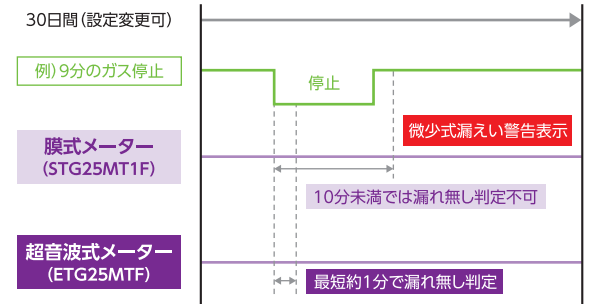 30日間（設定変更可）
例）9分のガス停止
停止
微少式漏えい警告表示
膜式メーター
（STG25MT1F）
10分未満では漏れ無し判定不可
超音波式メーター
（ETG25MTF）
最短約1分で漏れ無し判定